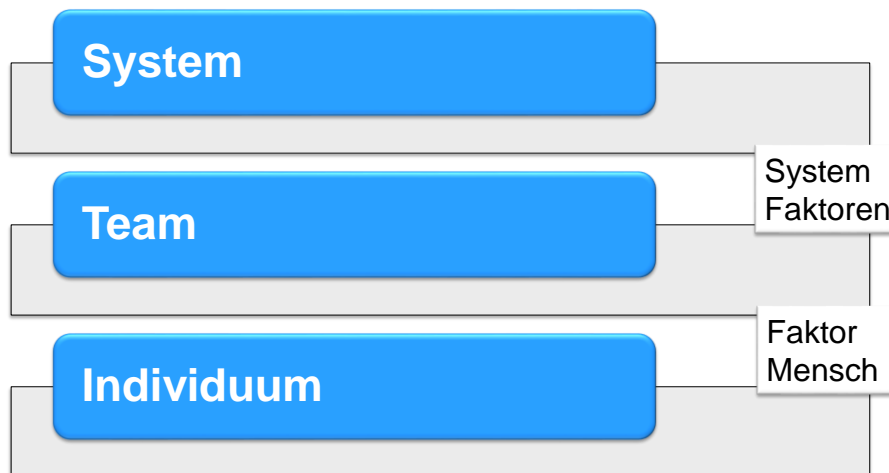 System
System
Faktoren
Team
Faktor
Mensch
Individuum